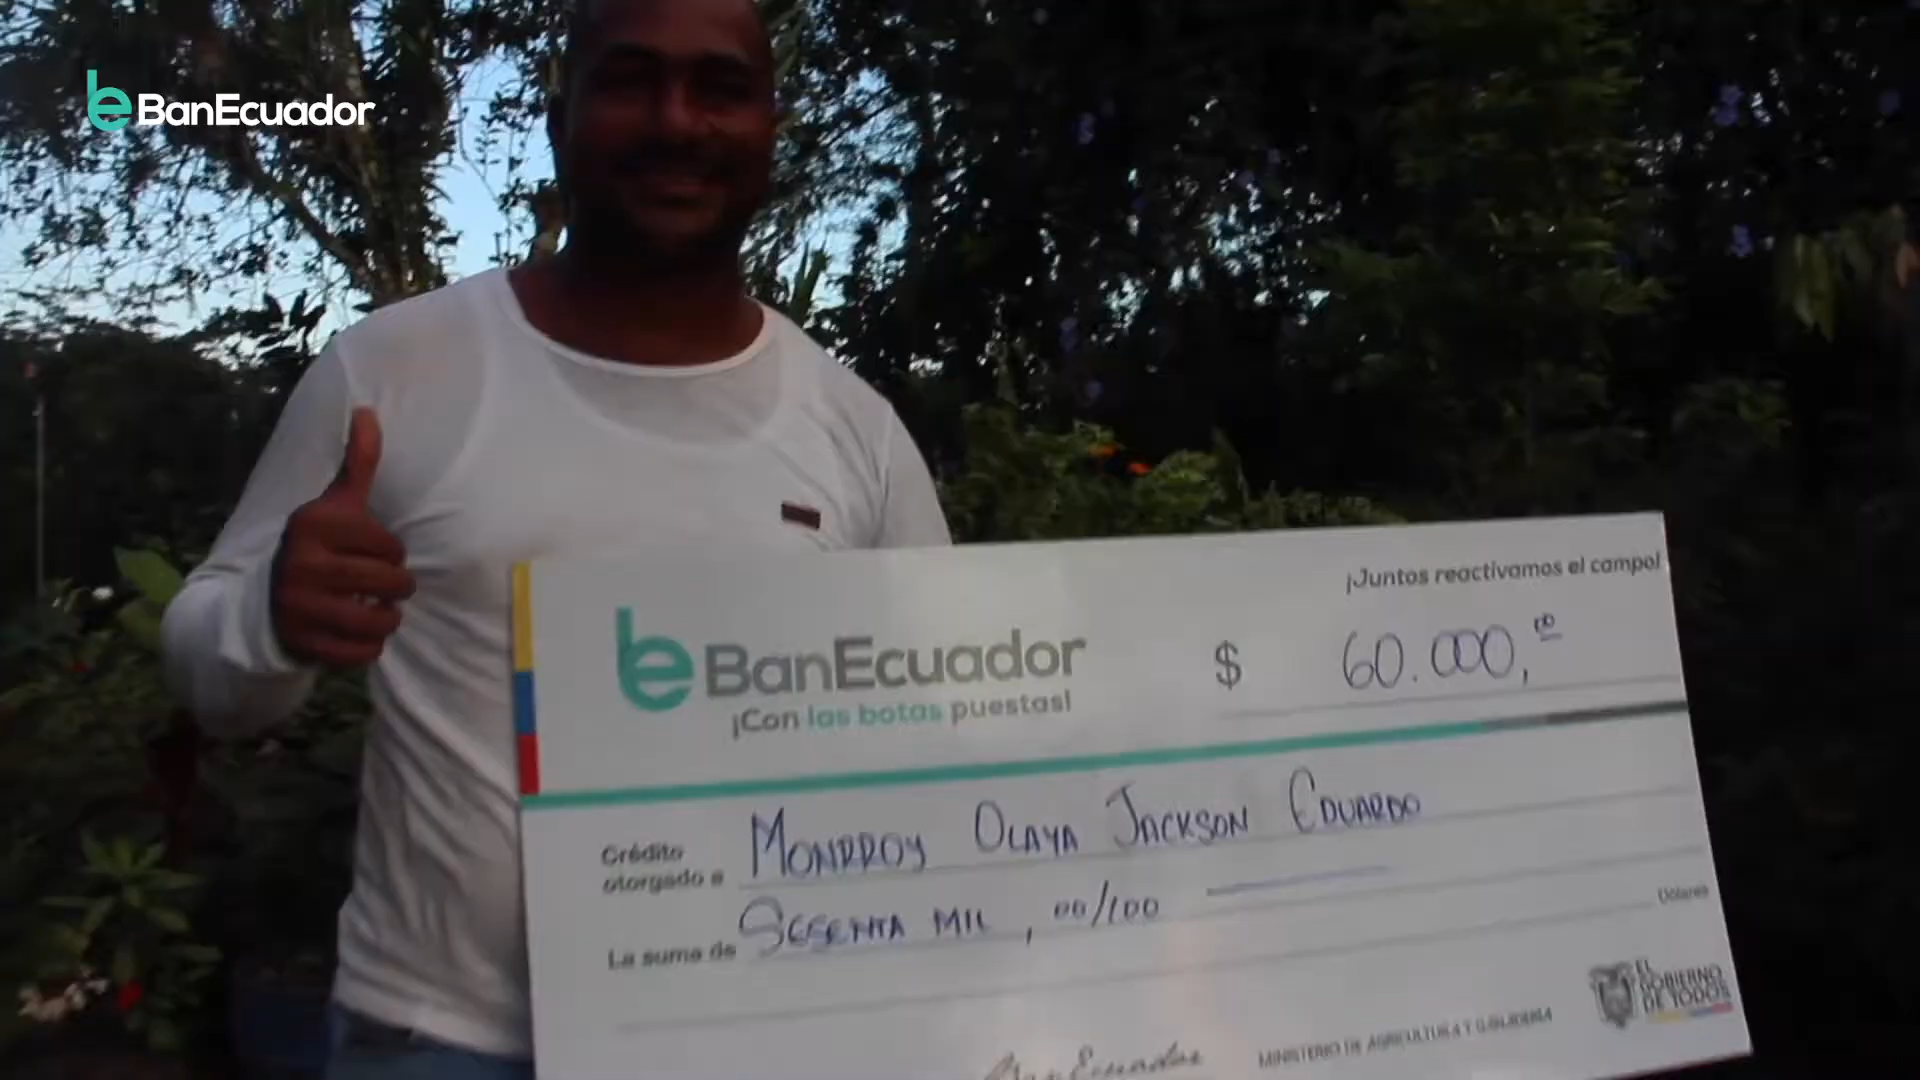 BanEcuador
¡Juntos reactivamos el campo!
BanEcuador
¡Con las botas puestas!
$ 60.000,00
Crédito otorgado a MONRROY OLAYA JACKSON EDUARDO
La suma de SESENTA MIL, 00/100
Dólares
EL GOBIERNO DE TODOS
MINISTERIO DE AGRICULTURA Y GANADERÍA
BanEcuador